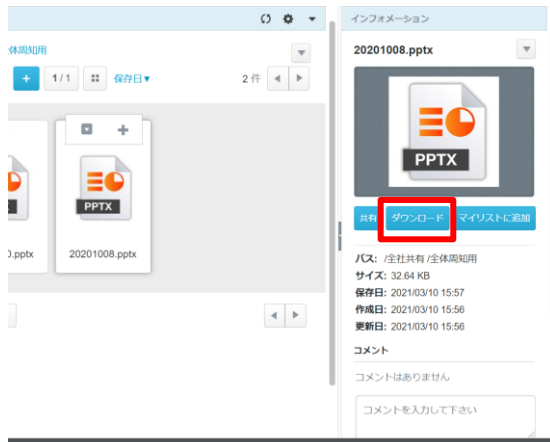 インフォメーション
全体周知用
20201008.pptx
+ 1/1 保存日▼ 2 件
PPTX
PPTX
共有 ダウンロード マイリストに追加
0.pptx 20201008.pptx
パス: /全社共有 /全体周知用
サイズ: 32.64 KB
保存日: 2021/03/10 15:57
作成日: 2021/03/10 15:56
更新日: 2021/03/10 15:56
コメント
コメントはありません
コメントを入力して下さい